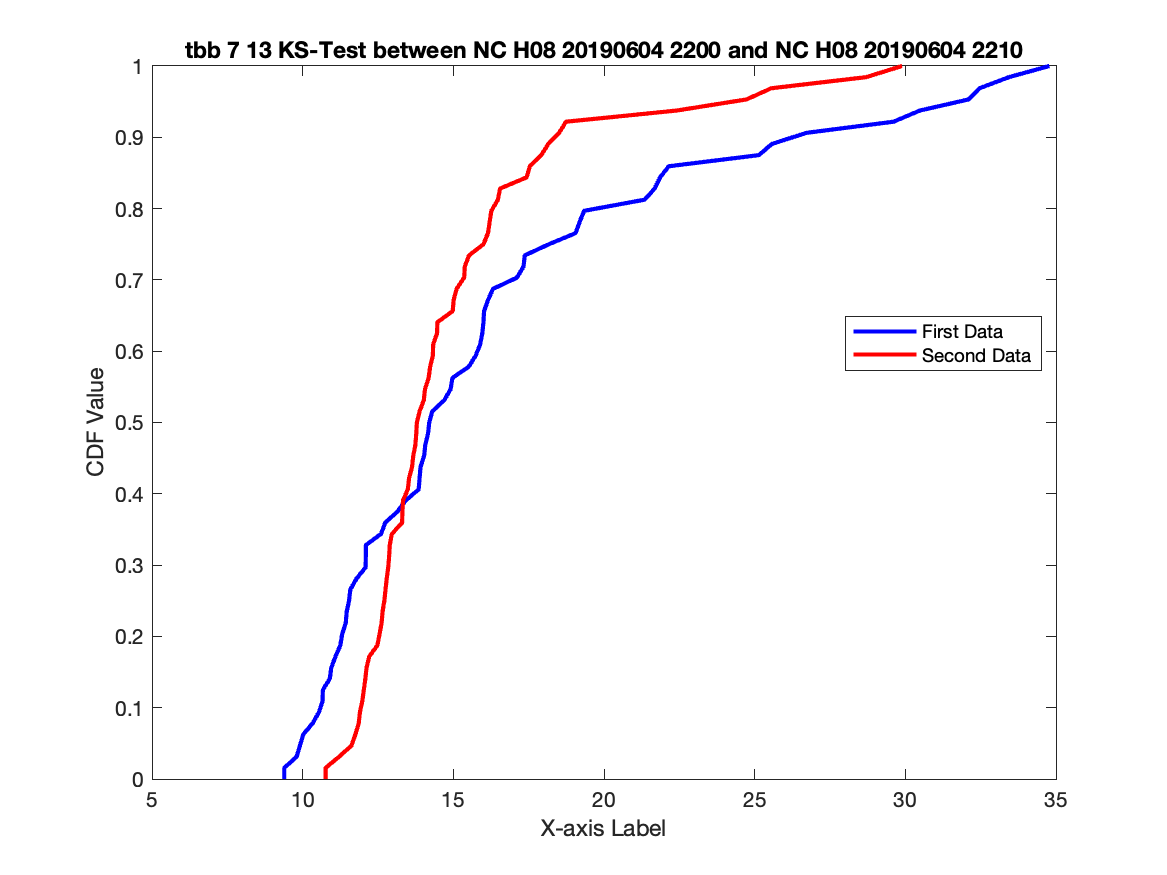 tbb 7 13 KS-Test between NC H08 20190604 2200 and NC H08 20190604 2210
1
0.9
0.8
0.7
0.6
0.5
0.4
0.3
0.2
0.1
0
CDF Value
First Data
Second Data
5 10 15 20 25 30 35
X-axis Label